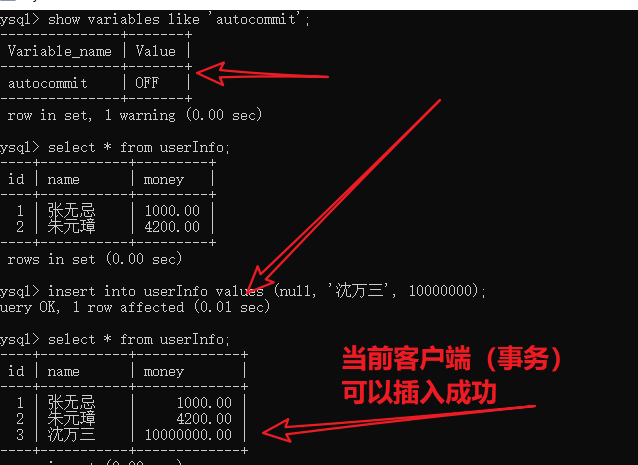 ysql> show variables like 'autocommit';
Variable_name | Value |
autocommit | OFF |
row in set, 1 warning (0.00 sec)
ysql> select * from userInfo;
id | name | money |
1 | 张无忌 | 1000.00 |
2 | 朱元璋 | 4200.00 |
rows in set (0.00 sec)
ysql> insert into userInfo values (null, '沈万三', 10000000);
uery OK, 1 row affected (0.01 sec)
ysql> select * from userInfo;
id | name | money |
1 | 张无忌 | 1000.00 |
2 | 朱元璋 | 4200.00 |
3 | 沈万三 | 10000000.00 |
当前客户端（事务）
可以插入成功